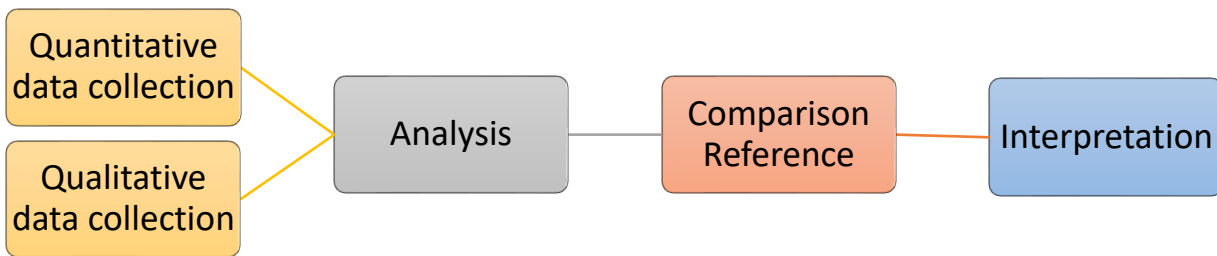 Quantitative
data collection
Qualitative
data collection
Analysis
Comparison
Reference
Interpretation